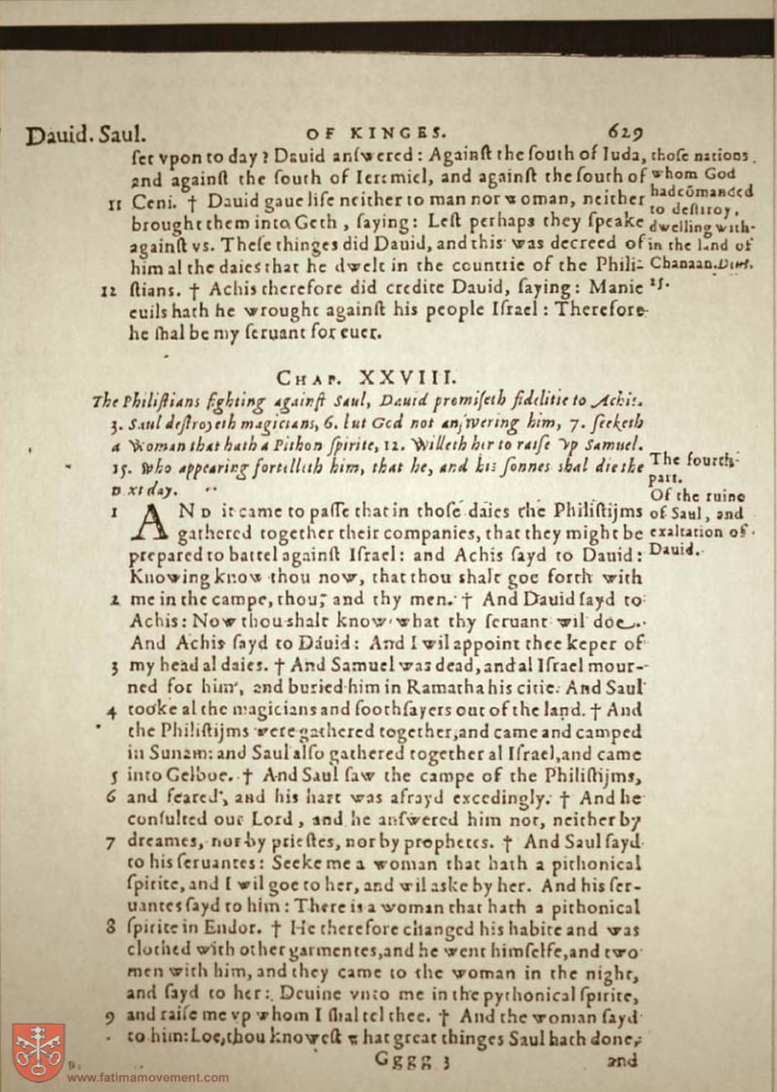 Dauid. Saul. OF KINGES. 629
ſet vpon to day? Dauid anſwered: Againſt the ſouth of Iuda,
and againſt the ſouth of Ieremiel, and againſt the ſouth of
11 Ceni. † Dauid gaue life neither to man nor woman, neither
brought them into Geth, ſaying: Leſt perhaps they ſpeake
againſt vs. Theſe thinges did Dauid, and this was decreed of
him al the daies that he dwelt in the countrie of the Phili-
12 ſtians. † Achis therefore did credite Dauid, ſaying: Manie
euils hath he wrought againſt his people Iſrael: Therefore
he ſhal be my ſeruant for euer.
thoſe nations
whom God
had cõmanded
to deſtroy,
dwelling with-
in the land of
Chanaan. Deut.
15.
CHAP. XXVIII.
The Philiſtians fighting againſt Saul, Dauid promiſeth fidelitie to Achis.
3. Saul deſtroyeth magicians, 6. but God not anſwering him, 7. ſeeketh
a Woman that hath a Pithon ſpirite, 12. Willeth her to raiſe Vp Samuel.
15. Who appearing fortelleth him, that he, and his ſonnes shal die the
next day.
The fourth
part.
Of the ruine
of Saul, and
exaltation of
Dauid.
1 AND it came to paſſe that in thoſe daies the Philiſtijms
gathered together their companies, that they might be
prepared to battel againſt Iſrael: and Achis ſayd to Dauid:
Knowing know thou now, that thou shalt goe forth with
2 me in the campe, thou, and thy men. † And Dauid ſayd to
Achis: Now thou shalt know what thy ſeruant wil doe.
And Achis ſayd to Dauid: And I wil appoint thee keper of
3 my head al daies. † And Samuel was dead, and al Iſrael mour-
ned for him, and buried him in Ramatha his citie. And Saul
4 tooke al the magicians and ſoothſayers out of the land. † And
the Philiſtijms were gathered together, and came and camped
in Sunam: and Saul alſo gathered together al Iſrael, and came
5 into Gelboe. † And Saul ſaw the campe of the Philiſtijms,
6 and feared, and his hart was afrayd excedingly. † And he
conſulted our Lord, and he anſwered him not, neither by
7 dreames, nor by prieſtes, nor by prophetes. † And Saul ſayd
to his ſeruantes: Seeke me a woman that hath a pithonical
ſpirite, and I wil goe to her, and wil aske by her. And his ſer-
uantes ſayd to him: There is a woman that hath a pithonical
8 ſpirite in Endor. † He therefore changed his habite and was
clothed with other garmentes, and he went himſelfe, and two
men with him, and they came to the woman in the night,
and ſayd to her: Deuine vnto me in the pythonical ſpirite,
9 and raiſe me vp whom I ſhal tel thee. † And the woman ſayd
to him: Loe, thou knoweſt what great thinges Saul hath done,
Gggg 3 and
www.fatimamovement.com